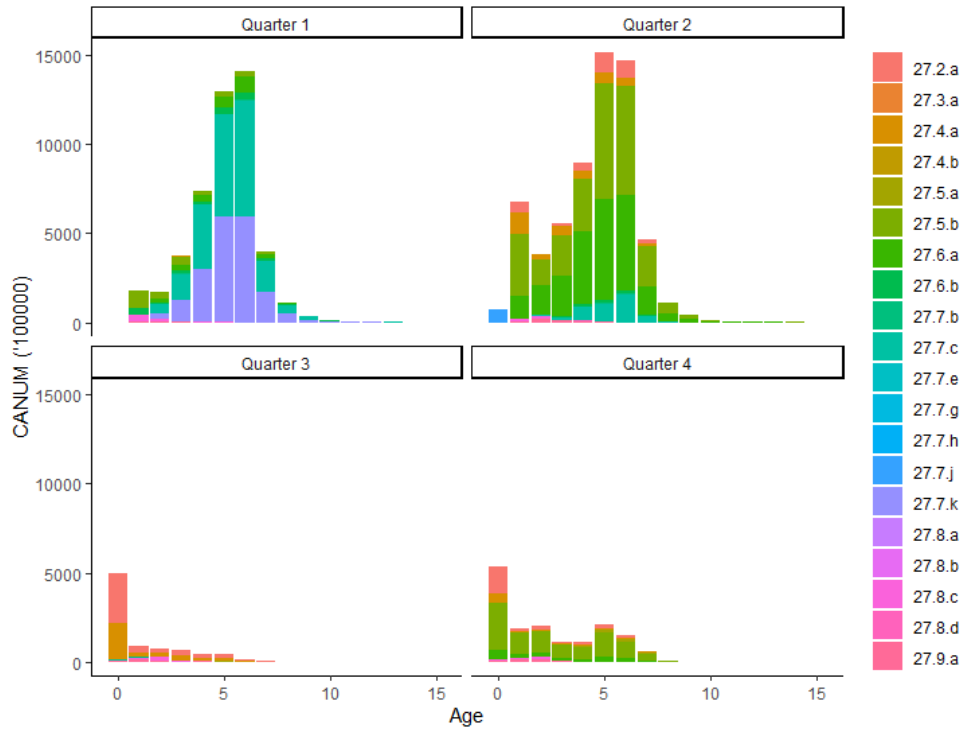 Quarter 1
Quarter 2
15000
10000
5000
0
Quarter 3
Quarter 4
15000
10000
5000
0
0
5
10
15
0
5
10
15
Age
CANUM ('100000)
27.2.a
27.3.a
27.4.a
27.4.b
27.5.a
27.5.b
27.6.a
27.6.b
27.7.b
27.7.c
27.7.e
27.7.g
27.7.h
27.7.j
27.7.k
27.8.a
27.8.b
27.8.c
27.8.d
27.9.a